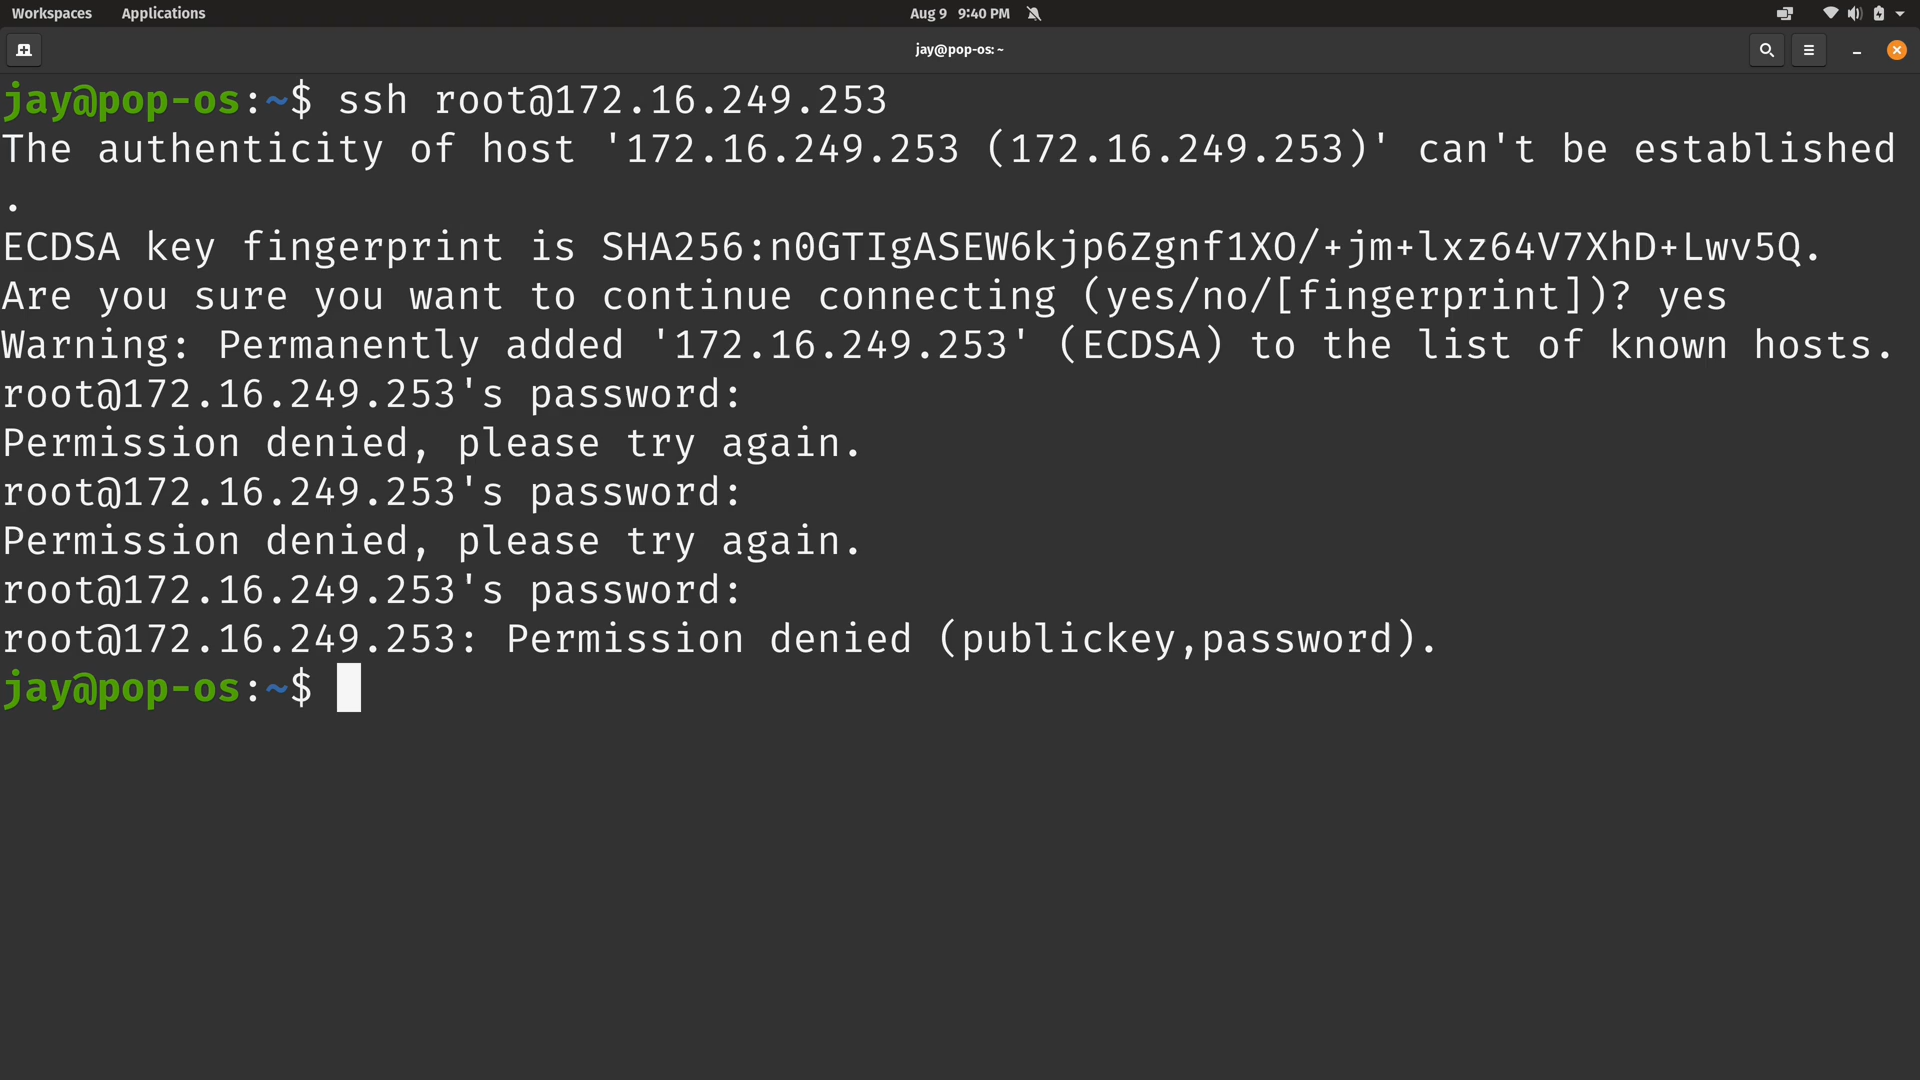 Workspaces Applications Aug 9 9:40 PM
jay@pop-os: ~
jay@pop-os:~$ ssh root@172.16.249.253
The authenticity of host '172.16.249.253 (172.16.249.253)' can't be established
.
ECDSA key fingerprint is SHA256:n0GTIgASEW6kjp6Zgnf1XO/+jm+lxz64V7XhD+Lwv5Q.
Are you sure you want to continue connecting (yes/no/[fingerprint])? yes
Warning: Permanently added '172.16.249.253' (ECDSA) to the list of known hosts.
root@172.16.249.253's password:
Permission denied, please try again.
root@172.16.249.253's password:
Permission denied, please try again.
root@172.16.249.253's password:
root@172.16.249.253: Permission denied (publickey,password).
jay@pop-os:~$